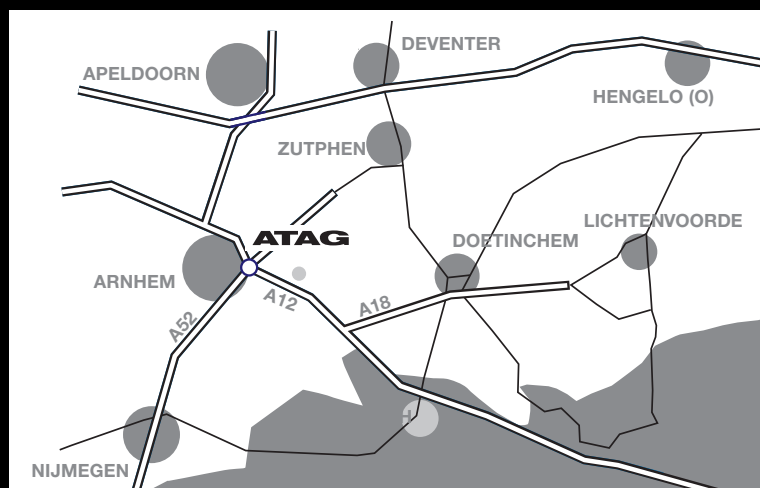 DEVENTER
APELDOORN
HENGELO (O)
ZUTPHEN
LICHTENVOORDE
ATAG
DOETINCHEM
ARNHEM
A12
A18
A52
H
NIJMEGEN